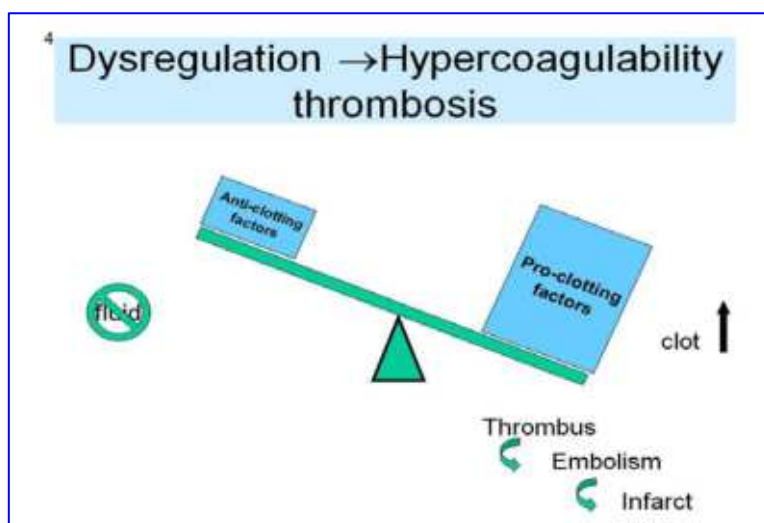 4
Dysregulation →Hypercoagulability
thrombosis
Anti-clotting
factors
Pro-clotting
factors
fluid
clot
Thrombus
Embolism
Infarct